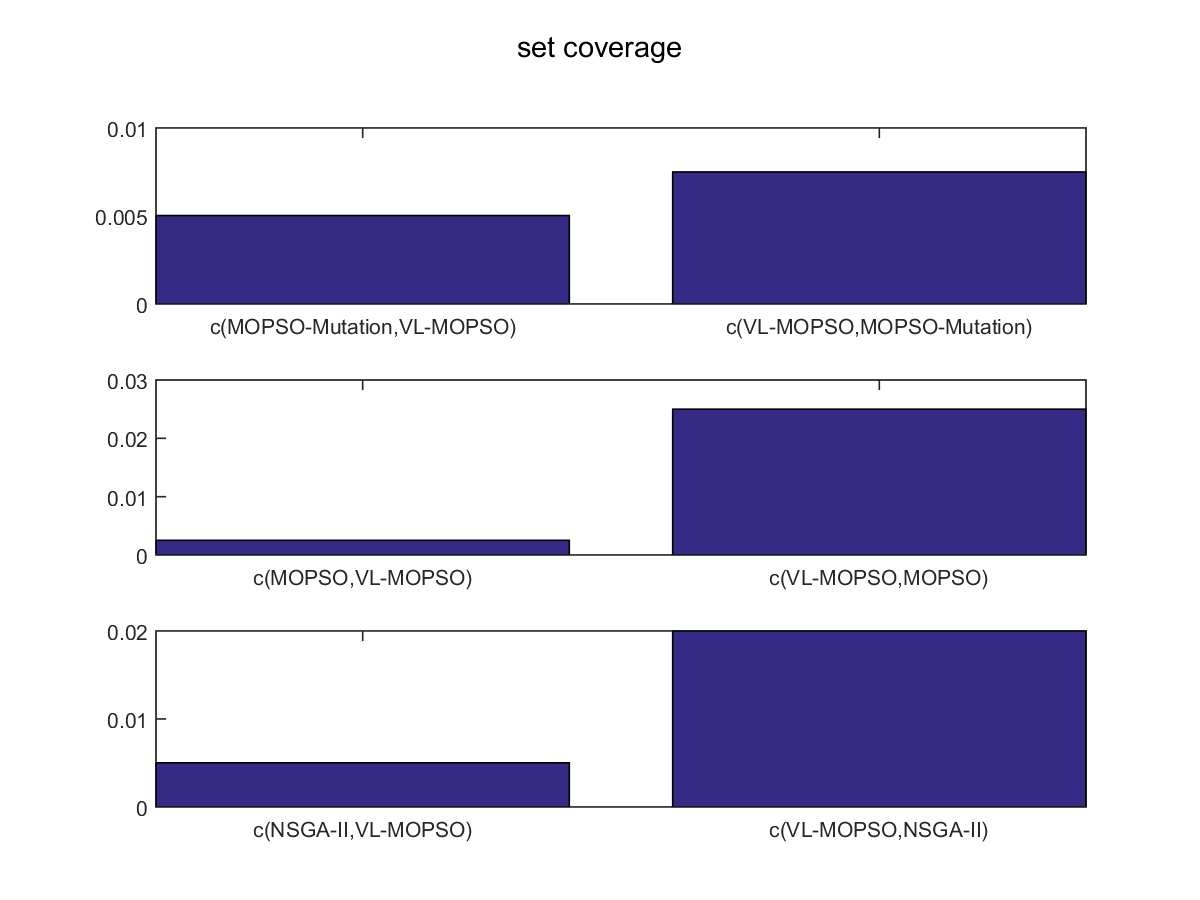 set coverage
0.01
0.005
0
c(MOPSO-Mutation,VL-MOPSO) c(VL-MOPSO,MOPSO-Mutation)
0.03
0.02
0.01
0
c(MOPSO,VL-MOPSO) c(VL-MOPSO,MOPSO)
0.02
0.01
0
c(NSGA-II,VL-MOPSO) c(VL-MOPSO,NSGA-II)